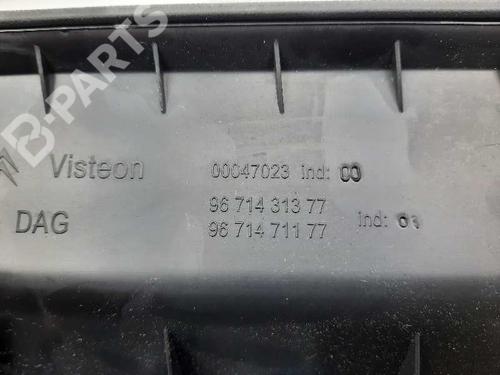 B-PARTS
Visteon 00047023 ind: 00
DAG 96 714 313 77
96 714 711 77 ind: 01